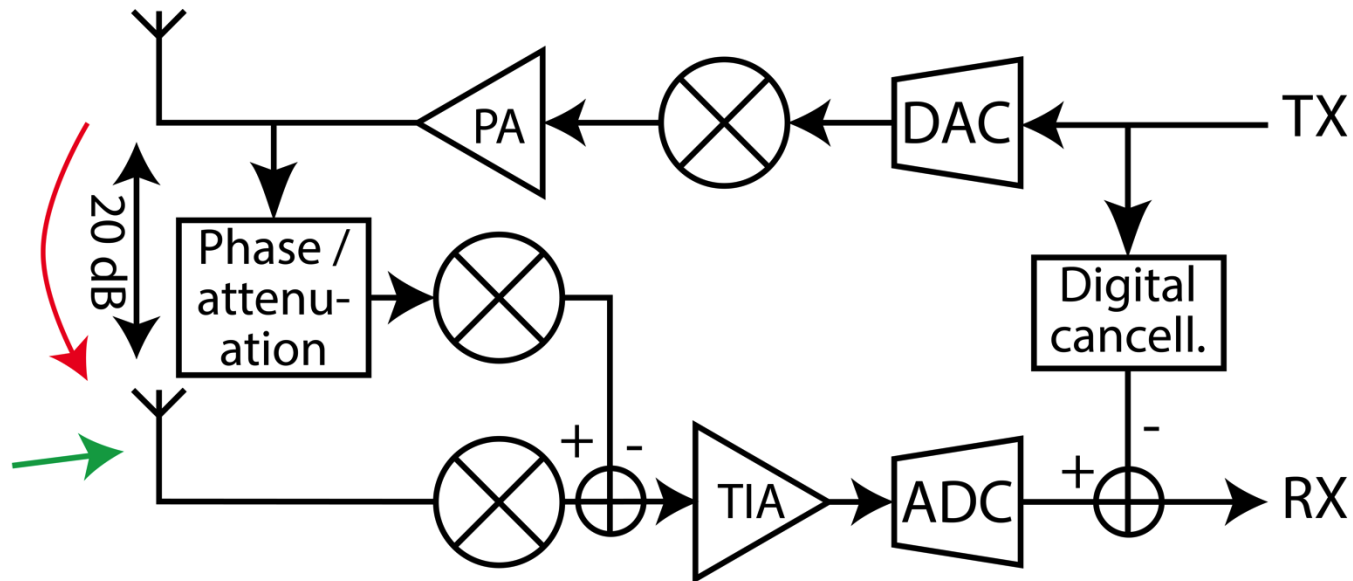 PA
DAC
TX
20 dB
Phase /
attenu-
ation
Digital
cancell.
+ -
-
+
TIA
ADC
RX